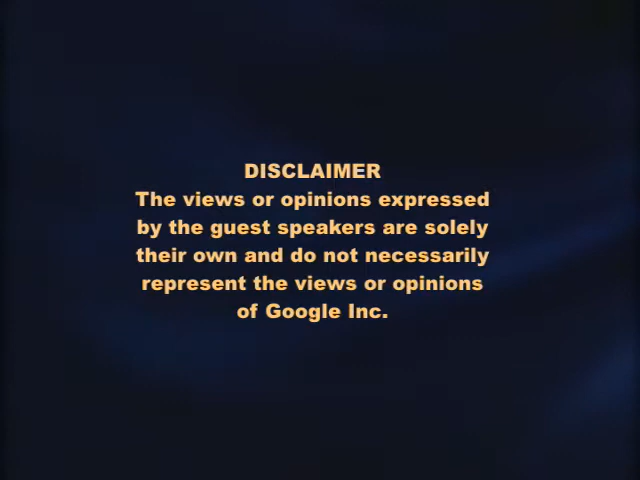 DISCLAIMER
The views or opinions expressed
by the guest speakers are solely
their own and do not necessarily
represent the views or opinions
of Google Inc.